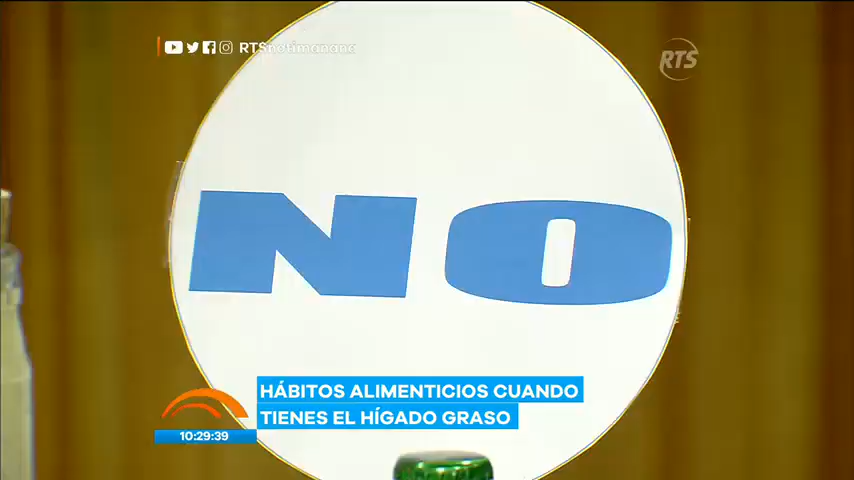 RTSnotimanana
RTS
NO
HÁBITOS ALIMENTICIOS CUANDO
TIENES EL HÍGADO GRASO
10:29:39